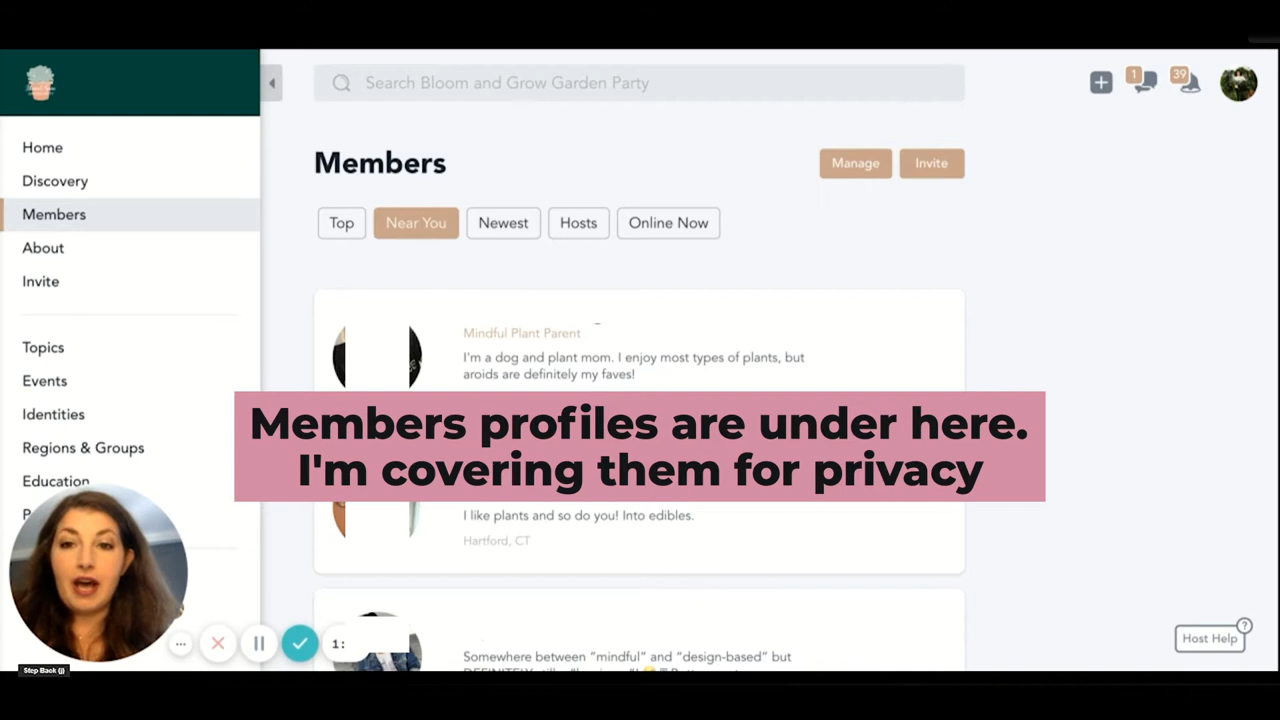 Search Bloom and Grow Garden Party
1
39
Home
Discovery
Members
About
Invite
Topics
Events
Identities
Regions & Groups
Education
Members
Manage
Invite
Top
Near You
Newest
Hosts
Online Now
Mindful Plant Parent
I'm a dog and plant mom. I enjoy most types of plants, but
aroids are definitely my faves!
Members profiles are under here.
I'm covering them for privacy
I like plants and so do you! Into edibles.
Hartford, CT
Somewhere between "mindful" and "design-based" but
1:
Host Help
?
Step Back (j)